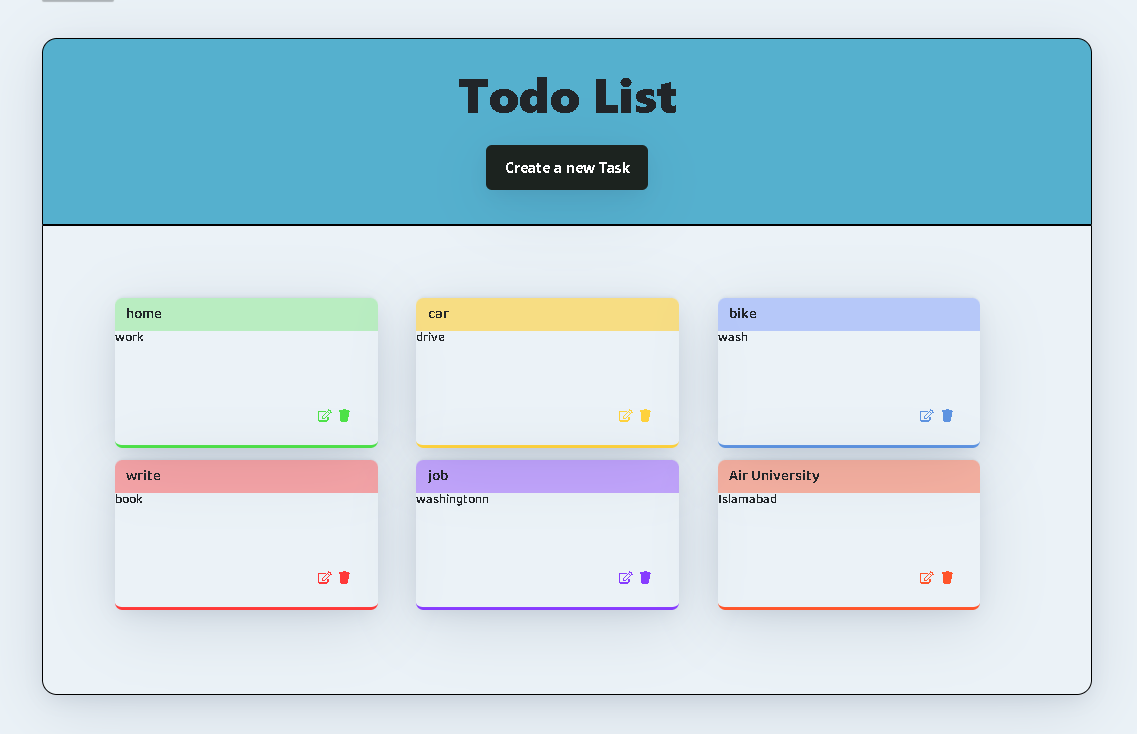 Todo List
Create a new Task
home
work
car
drive
bike
wash
write
book
job
washingtonn
Air University
Islamabad